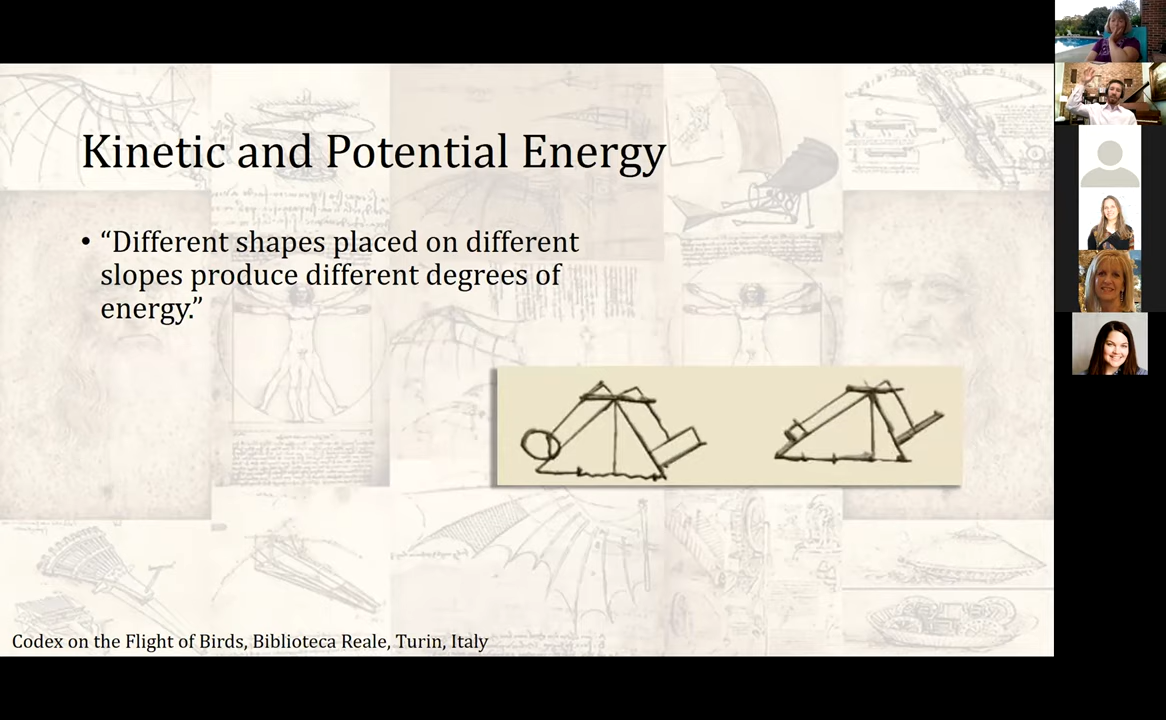 Kinetic and Potential Energy
• “Different shapes placed on different
slopes produce different degrees of
energy.”
Codex on the Flight of Birds, Biblioteca Reale, Turin, Italy